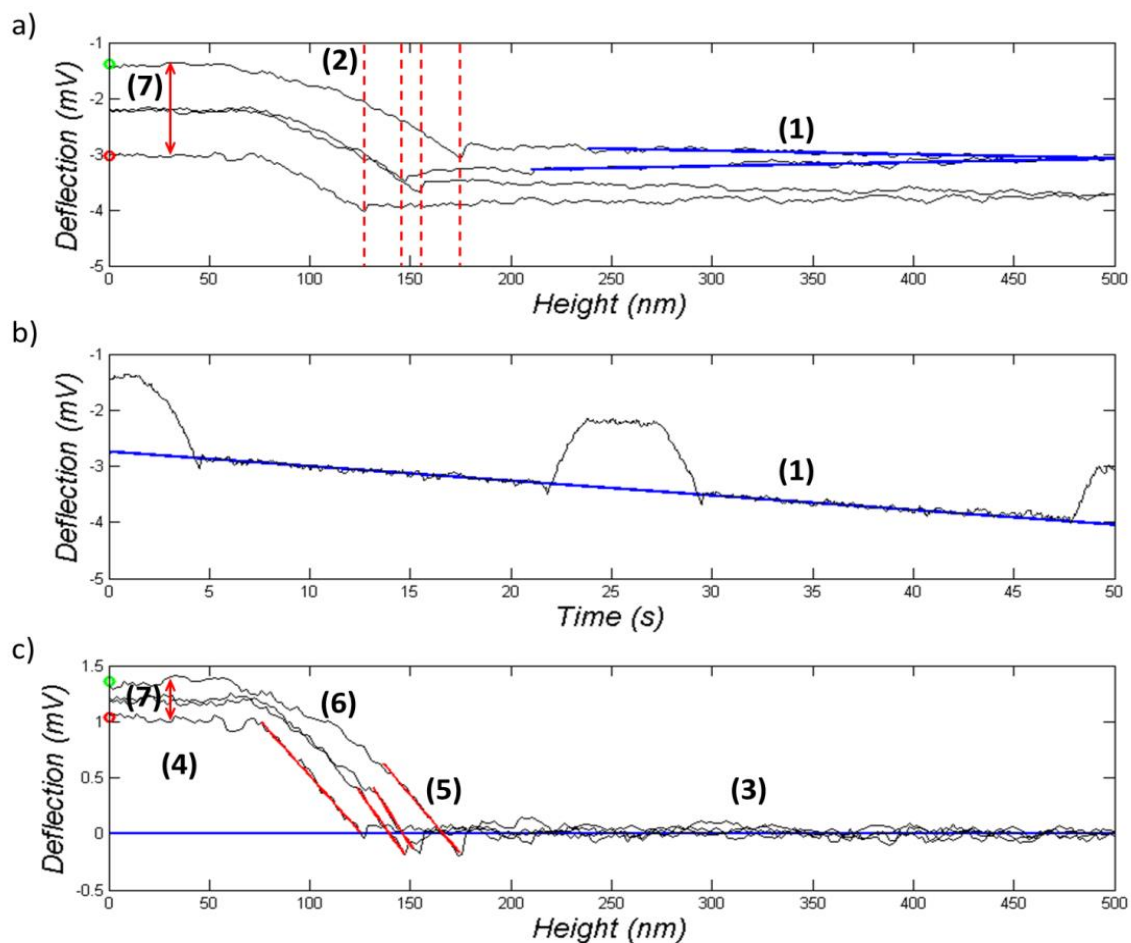 a)
-1
-2
-3
-4
-5
Deflection (mV)
(7)
(2)
(1)
0 50 100 150 200 250 300 350 400 450 500
Height (nm)
b)
-1
-2
-3
-4
-5
Deflection (mV)
(1)
0 5 10 15 20 25 30 35 40 45 50
Time (s)
c)
1.5
1
0.5
0
-0.5
Deflection (mV)
(7)
(6)
(4)
(5)
(3)
0 50 100 150 200 250 300 350 400 450 500
Height (nm)